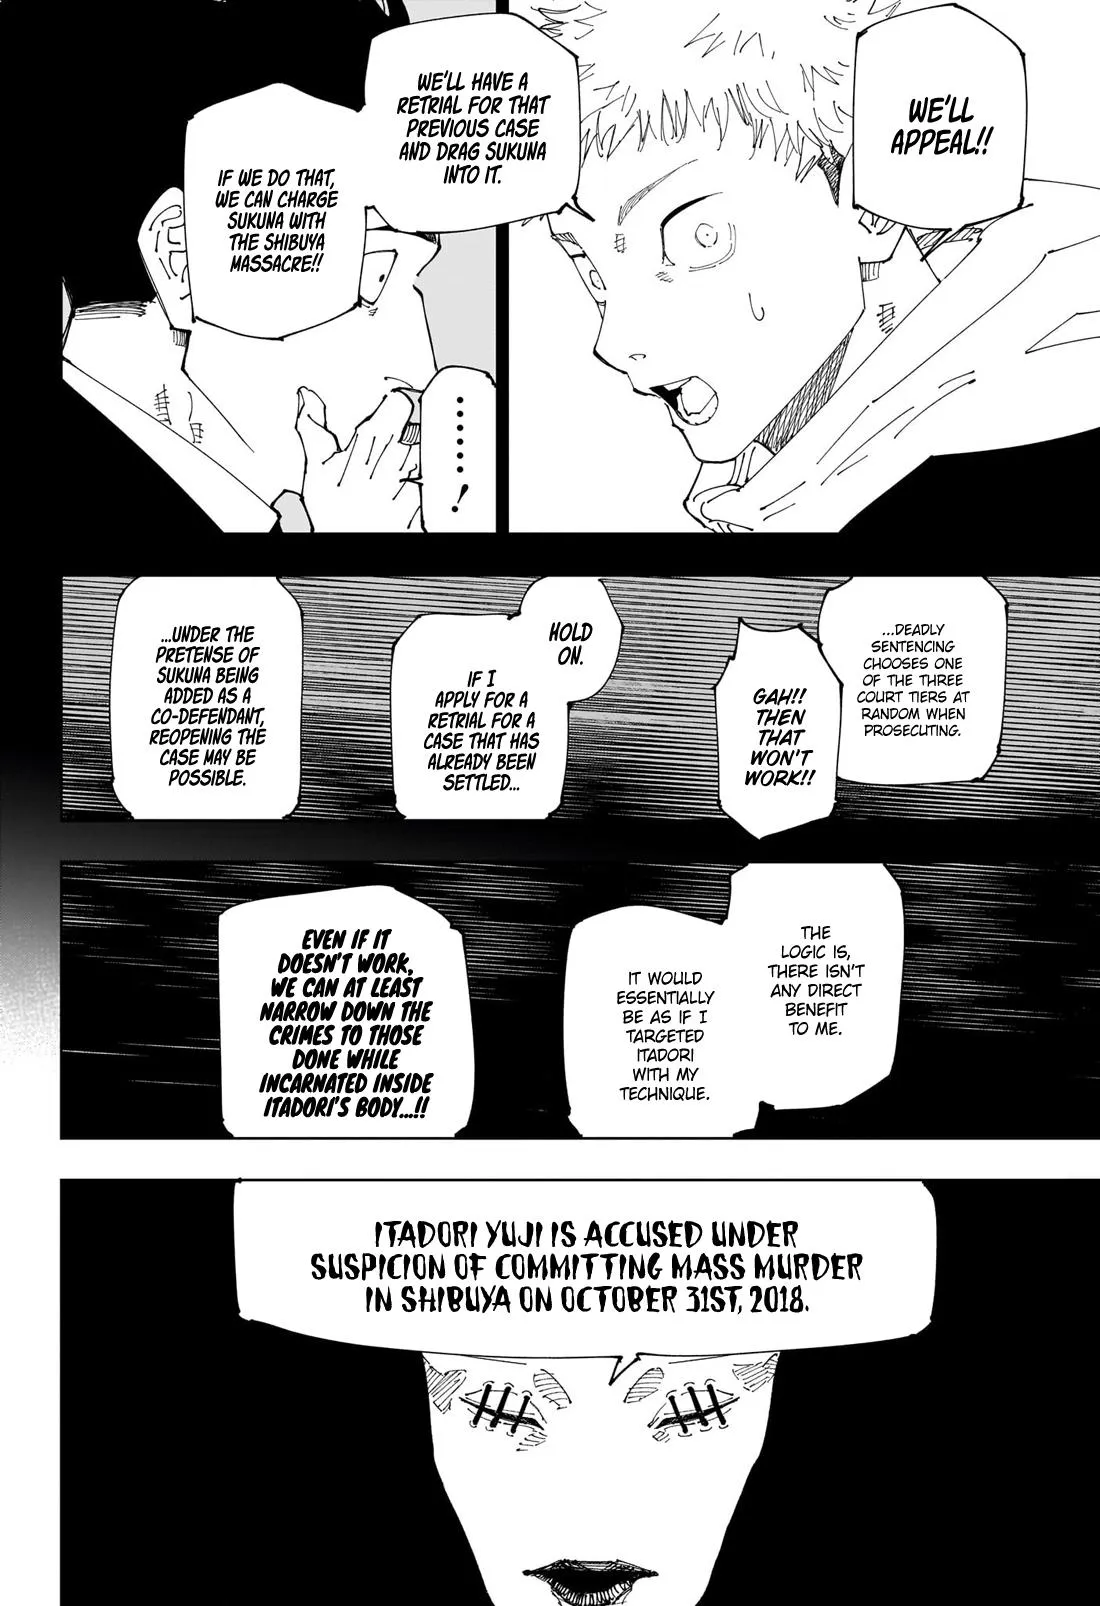 WE'LL
APPEAL!!
WE'LL HAVE A
RETRIAL FOR THAT
PREVIOUS CASE
AND DRAG SUKUNA
INTO IT.
IF WE DO THAT,
WE CAN CHARGE
SUKUNA WITH
THE SHIBUYA
MASSACRE!!
......!
...DEADLY
SENTENCING
CHOOSES ONE
OF THE THREE
COURT TIERS AT
RANDOM WHEN
PROSECUTING.
GAH!!
THEN
THAT
WON'T
WORK!!
HOLD
ON.
IF I
APPLY FOR A
RETRIAL FOR A
CASE THAT HAS
ALREADY BEEN
SETTLED...
...UNDER THE
PRETENSE OF
SUKUNA BEING
ADDED AS A
CO-DEFENDANT,
REOPENING THE
CASE MAY BE
POSSIBLE.
THE
LOGIC IS,
THERE ISN'T
ANY DIRECT
BENEFIT
TO ME.
IT WOULD
ESSENTIALLY
BE AS IF I
TARGETED
ITADORI
WITH MY
TECHNIQUE.
EVEN IF IT
DOESN'T WORK,
WE CAN AT LEAST
NARROW DOWN THE
CRIMES TO THOSE
DONE WHILE
INCARNATED INSIDE
ITADORI'S BODY...!!
ITADORI YUJI IS ACCUSED UNDER
SUSPICION OF COMMITTING MASS MURDER
IN SHIBUYA ON OCTOBER 31ST, 2018.